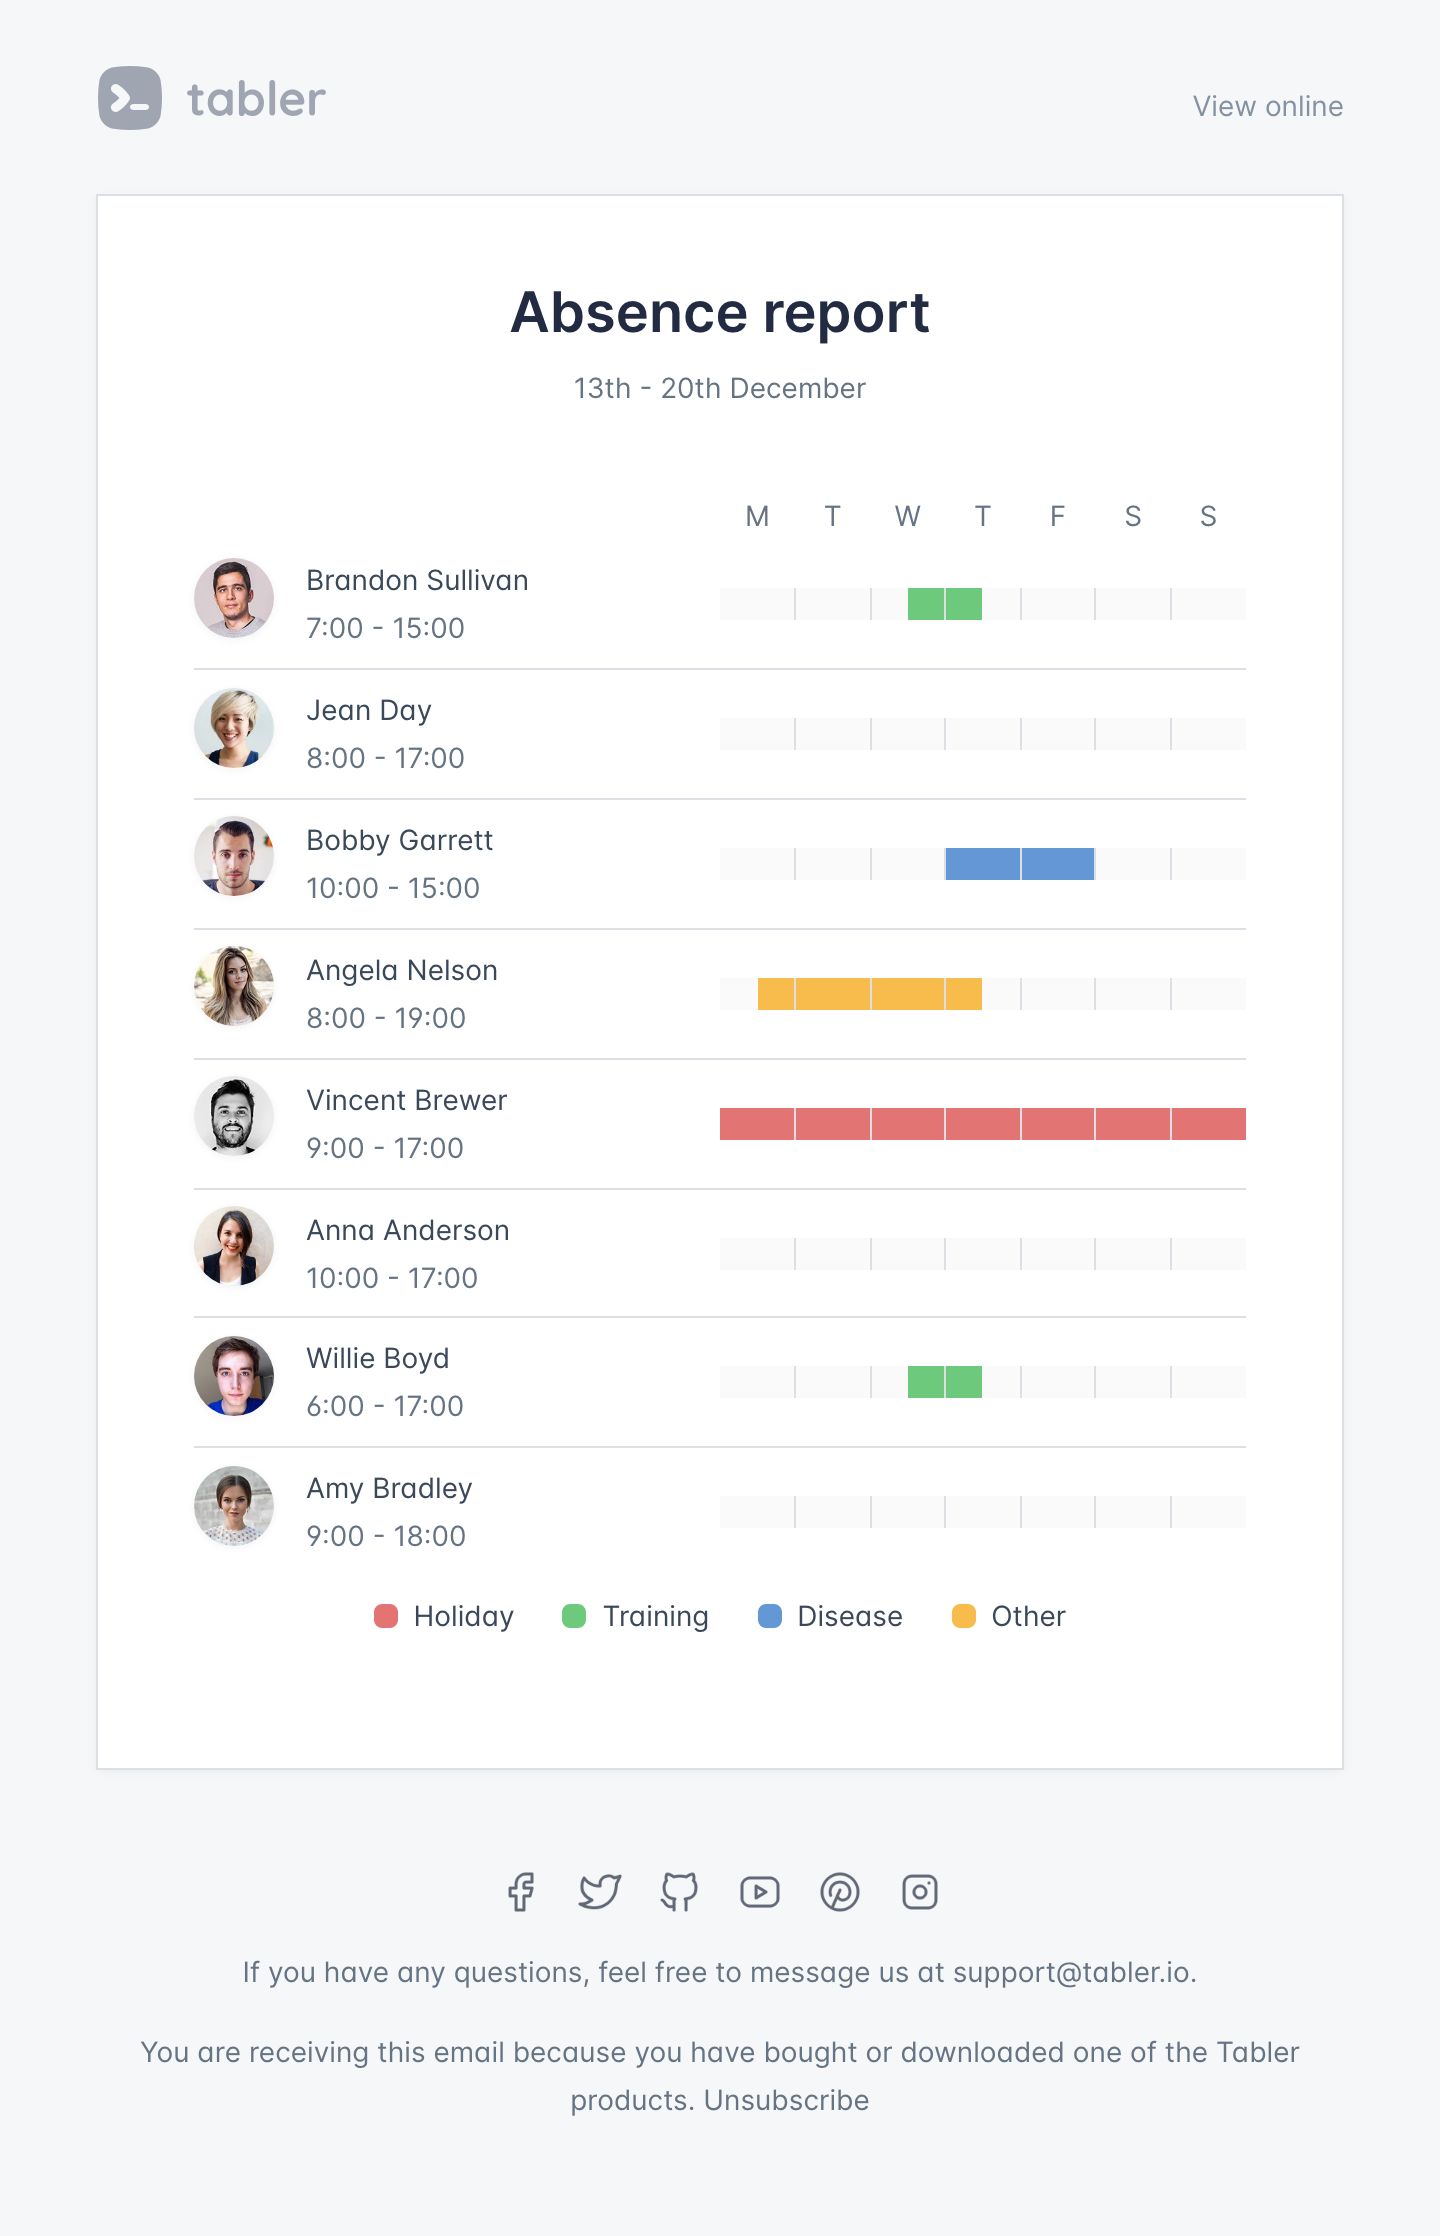 tabler
View online
Absence report
13th - 20th December
M T W T F S S
Brandon Sullivan
7:00 - 15:00
Jean Day
8:00 - 17:00
Bobby Garrett
10:00 - 15:00
Angela Nelson
8:00 - 19:00
Vincent Brewer
9:00 - 17:00
Anna Anderson
10:00 - 17:00
Willie Boyd
6:00 - 17:00
Amy Bradley
9:00 - 18:00
Holiday Training Disease Other
If you have any questions, feel free to message us at support@tabler.io.
You are receiving this email because you have bought or downloaded one of the Tabler
products. Unsubscribe